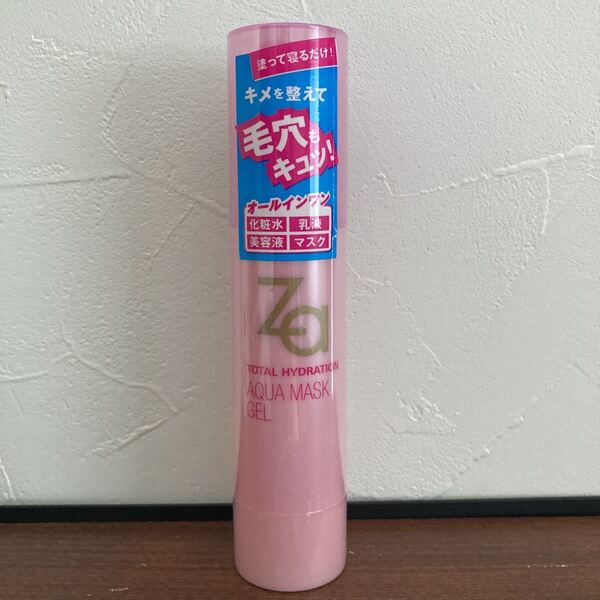 塗って寝るだけ!
キメを整えて
毛穴も
キュッ!
オールインワン
化粧水 乳液
美容液 マスク
Za
TOTAL HYDRATION
AQUA MASK
GEL